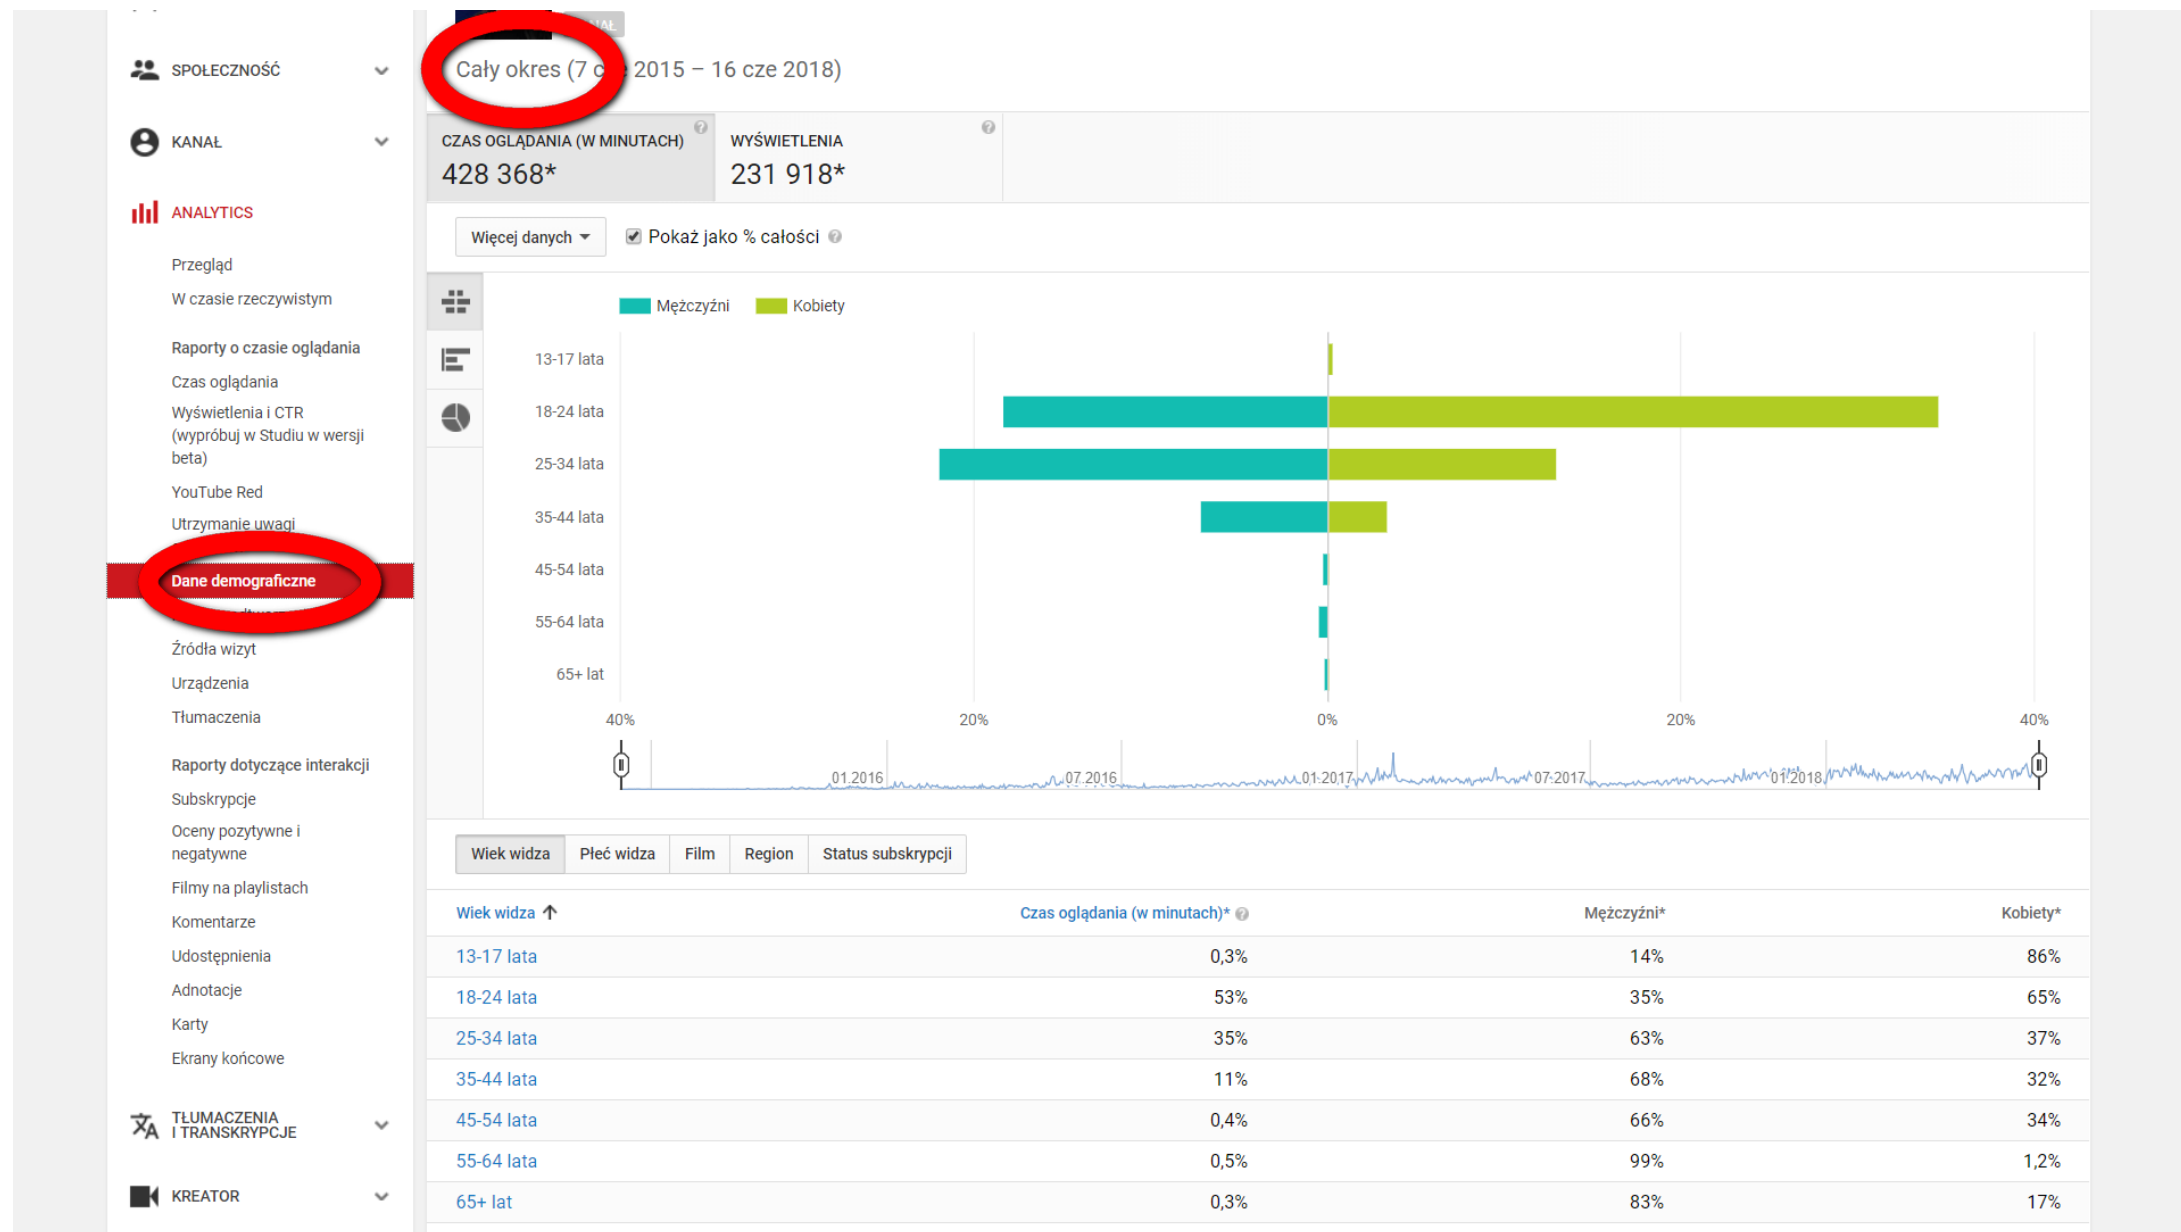 SPOŁECZNOŚĆ
KANAŁ
ANALYTICS
Przegląd
W czasie rzeczywistym
Raporty o czasie oglądania
Czas oglądania
Wyświetlenia i CTR
(wypróbuj w Studiu w wersji
beta)
YouTube Red
Utrzymanie uwagi
Dane demograficzne
Źródła wizyt
Urządzenia
Tłumaczenia
Raporty dotyczące interakcji
Subskrypcje
Oceny pozytywne i
negatywne
Filmy na playlistach
Komentarze
Udostępnienia
Adnotacje
Karty
Ekrany końcowe
TŁUMACZENIA
I TRANSKRYPCJE
KREATOR
Cały okres (7 cze 2015 – 16 cze 2018)
CZAS OGLĄDANIA (W MINUTACH)
428 368*
WYŚWIETLENIA
231 918*
Więcej danych
Pokaż jako % całości
Mężczyźni Kobiety
13-17 lata
18-24 lata
25-34 lata
35-44 lata
45-54 lata
55-64 lata
65+ lat
40% 20% 0% 20% 40%
01.2016 07.2016 01.2017 07.2017 01.2018
Wiek widza Płeć widza Film Region Status subskrypcji
Wiek widza Czas oglądania (w minutach)* Mężczyźni* Kobiety*
13-17 lata 0,3% 14% 86%
18-24 lata 53% 35% 65%
25-34 lata 35% 63% 37%
35-44 lata 11% 68% 32%
45-54 lata 0,4% 66% 34%
55-64 lata 0,5% 99% 1,2%
65+ lat 0,3% 83% 17%